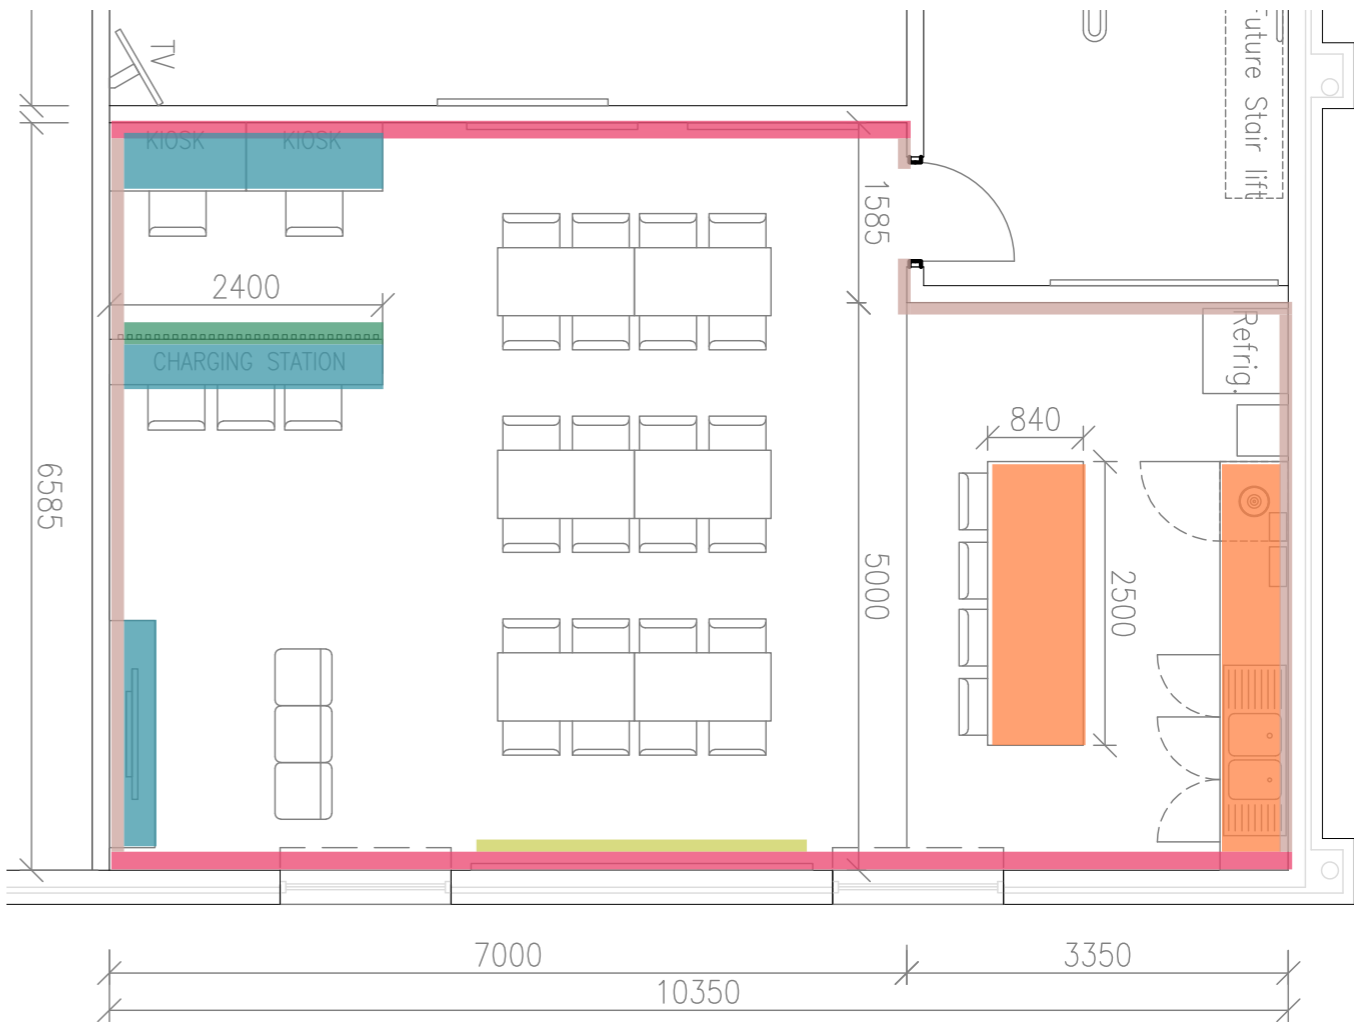 TV
Future Stair lift
KIOSK KIOSK
1585
2400
Refrig.
CHARGING STATION
840
6585
5000
2500
7000
3350
10350